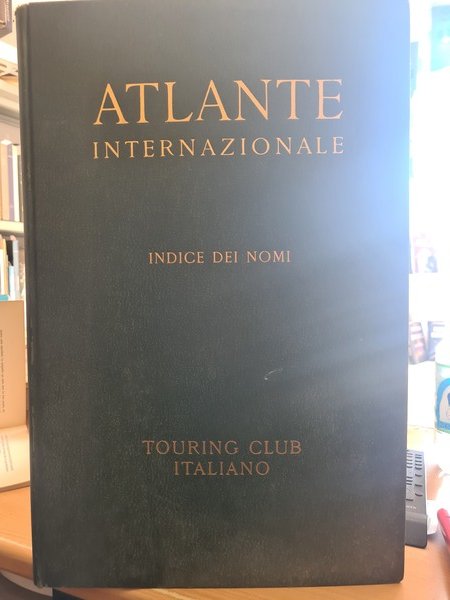 ATLANTE
INTERNAZIONALE
INDICE DEI NOMI
TOURING CLUB
ITALIANO